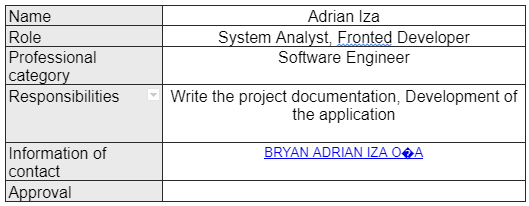 Name Adrian Iza
Role System Analyst, Fronted Developer
Professional category Software Engineer
Responsibilities Write the project documentation, Development of
the application
Information of contact BRYAN ADRIAN IZA O�A
Approval